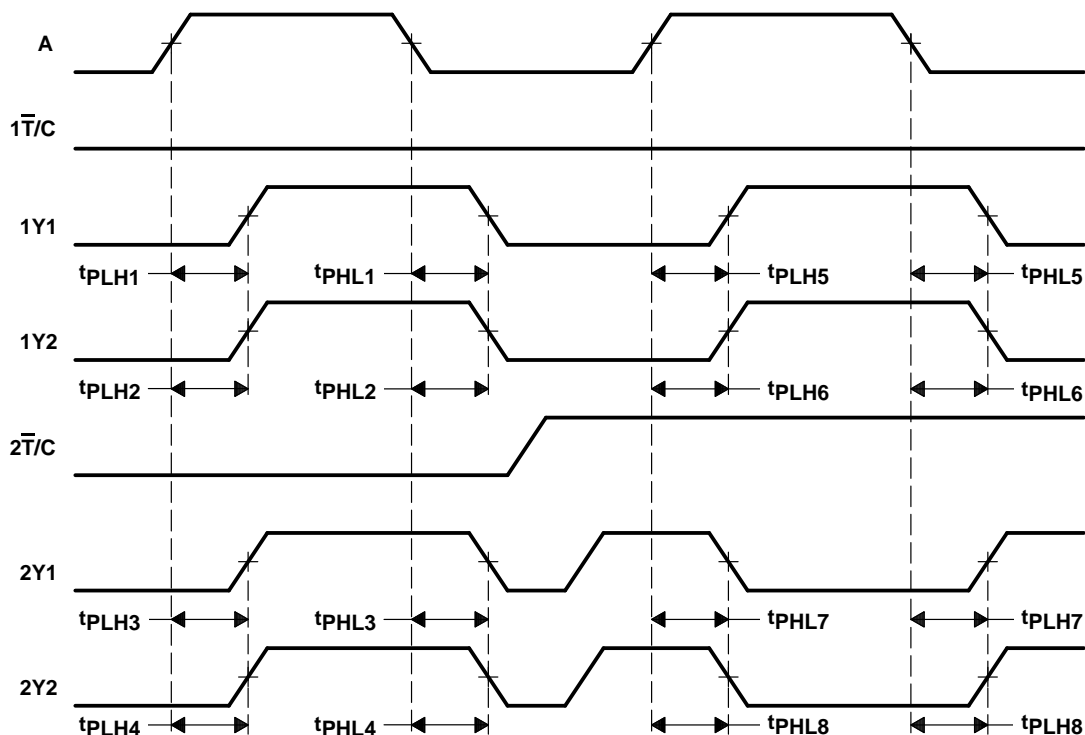 A
1T̅/C
1Y1
tPLH1 tPHL1 tPLH5 tPHL5
1Y2
tPLH2 tPHL2 tPLH6 tPHL6
2T̅/C
2Y1
tPLH3 tPHL3 tPHL7 tPLH7
2Y2
tPLH4 tPHL4 tPHL8 tPLH8